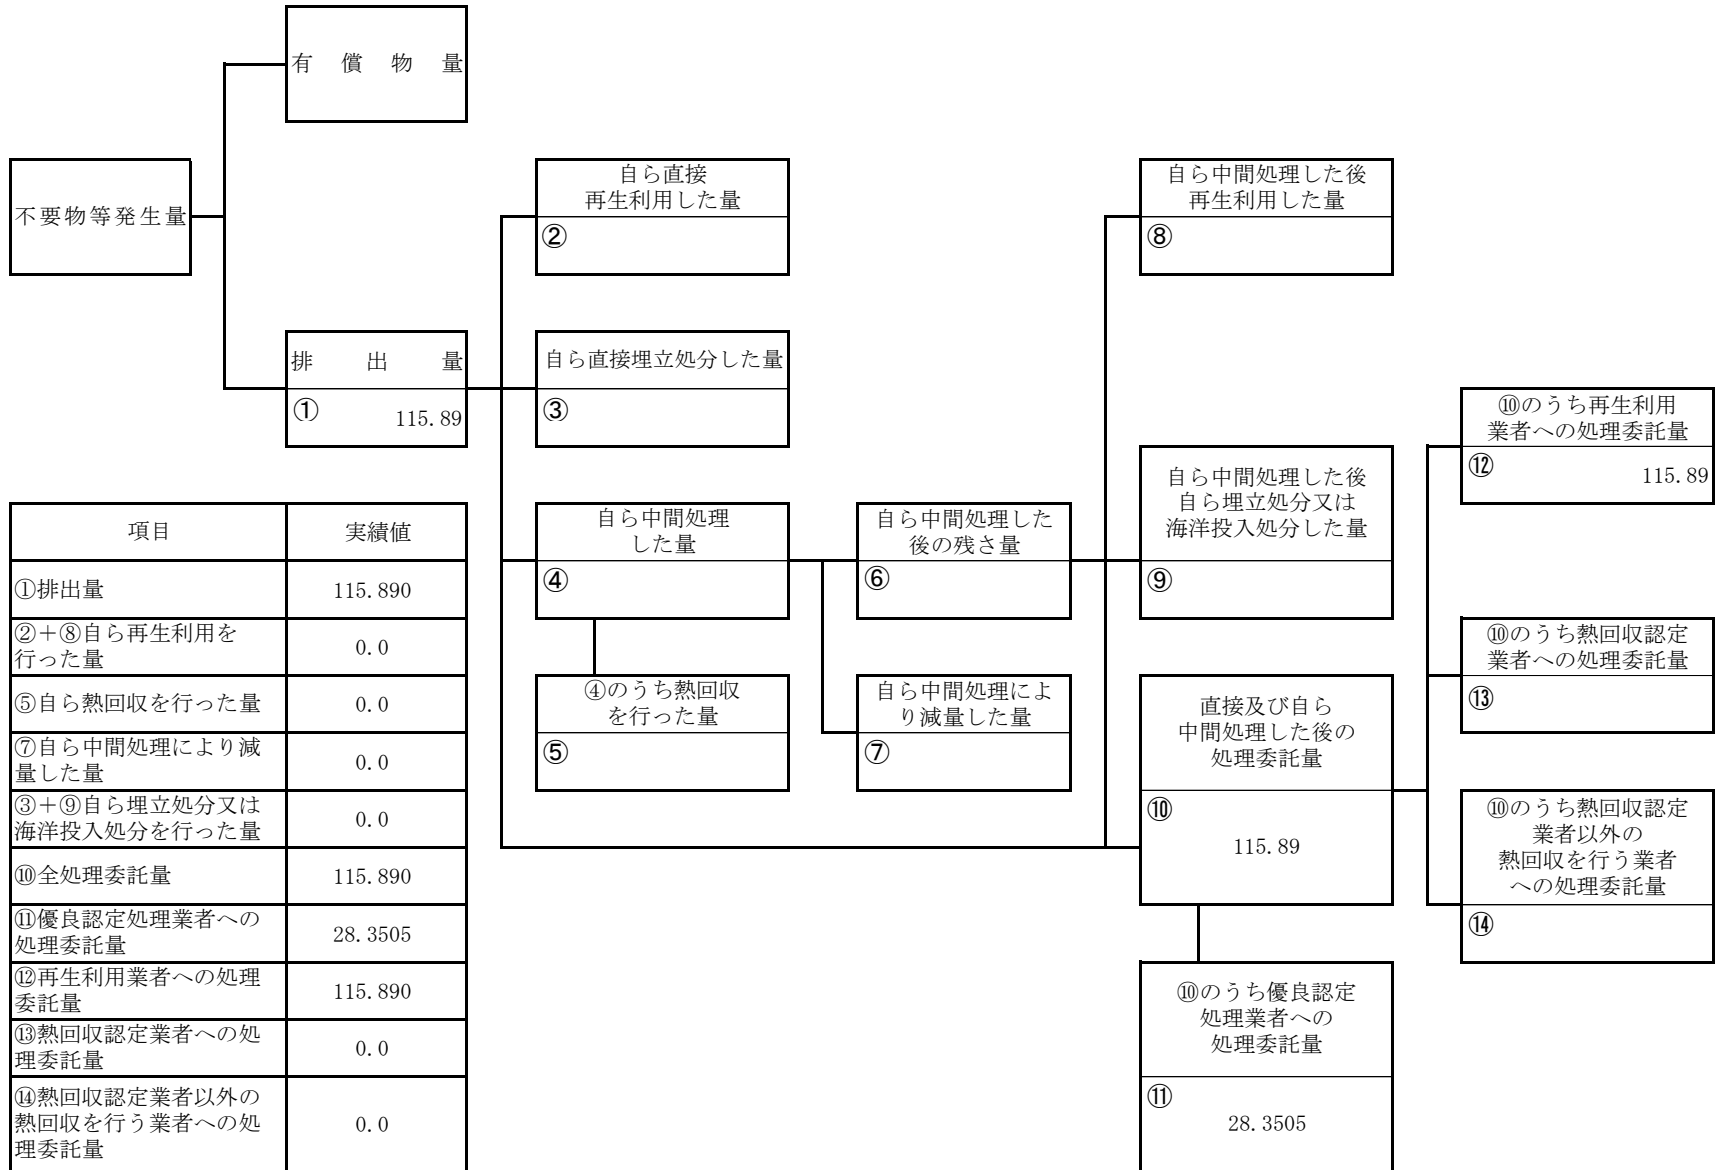 有償物量
不要物等発生量
排出量
①
115.89
自ら直接
再生利用した量
②
自ら直接埋立処分した量
③
自ら中間処理
した量
④
④のうち熱回収
を行った量
⑤
自ら中間処理した
後の残さ量
⑥
自ら中間処理によ
り減量した量
⑦
自ら中間処理した後
再生利用した量
⑧
自ら中間処理した後
自ら埋立処分又は
海洋投入処分した量
⑨
直接及び自ら
中間処理した後の
処理委託量
⑩
115.89
⑩のうち優良認定
処理業者への
処理委託量
⑪
28.3505
⑩のうち再生利用
業者への処理委託量
⑫
115.89
⑩のうち熱回収認定
業者への処理委託量
⑬
⑩のうち熱回収認定
業者以外の
熱回収を行う業者
への処理委託量
⑭
項目 実績値
①排出量 115.890
②+⑧自ら再生利用を
行った量 0.0
⑤自ら熱回収を行った量 0.0
⑦自ら中間処理により減
量した量 0.0
③+⑨自ら埋立処分又は
海洋投入処分を行った量 0.0
⑩全処理委託量 115.890
⑪優良認定処理業者への
処理委託量 28.3505
⑫再生利用業者への処理
委託量 115.890
⑬熱回収認定業者への処
理委託量 0.0
⑭熱回収認定業者以外の
熱回収を行う業者への処
理委託量 0.0